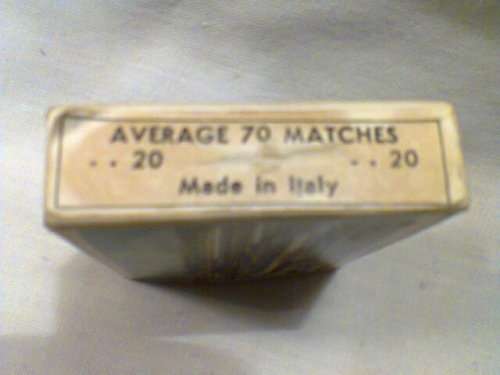 AVERAGE 70 MATCHES
. . 20 . . 20
Made in Italy